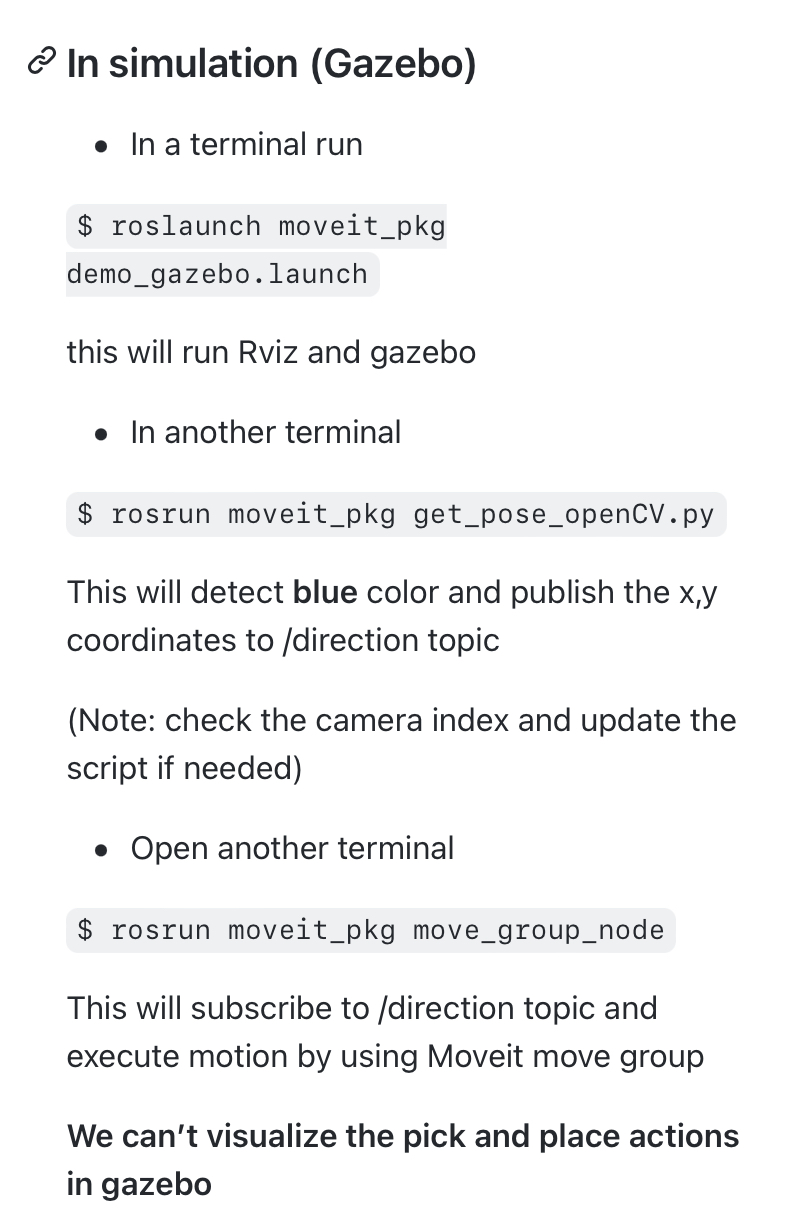 In simulation (Gazebo)
• In a terminal run
$ roslaunch moveit_pkg
demo_gazebo.launch
this will run Rviz and gazebo
• In another terminal
$ rosrun moveit_pkg get_pose_openCV.py
This will detect blue color and publish the x,y
coordinates to /direction topic
(Note: check the camera index and update the
script if needed)
• Open another terminal
$ rosrun moveit_pkg move_group_node
This will subscribe to /direction topic and
execute motion by using Moveit move group
We can’t visualize the pick and place actions
in gazebo